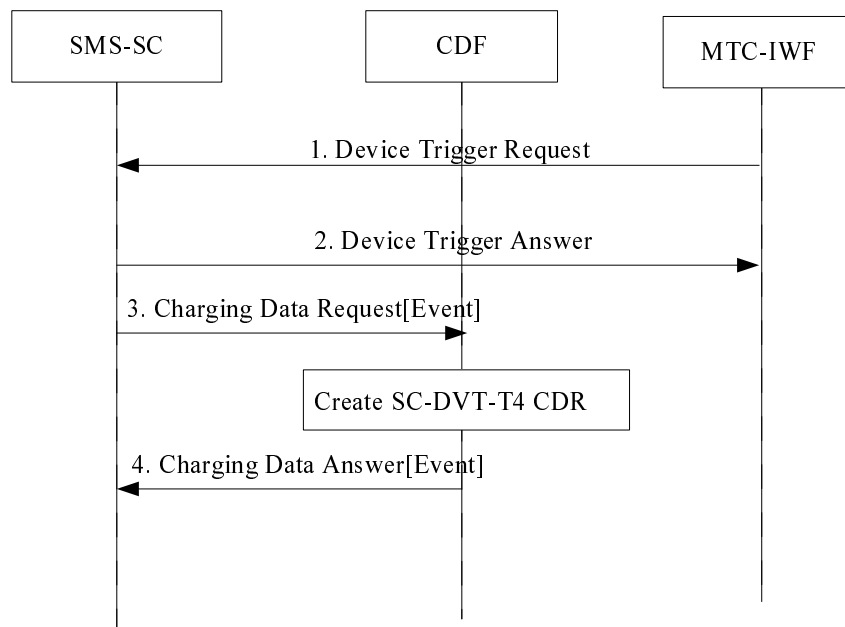 SMS-SC
CDF
MTC-IWF
1. Device Trigger Request
2. Device Trigger Answer
3. Charging Data Request[Event]
Create SC-DVT-T4 CDR
4. Charging Data Answer[Event]